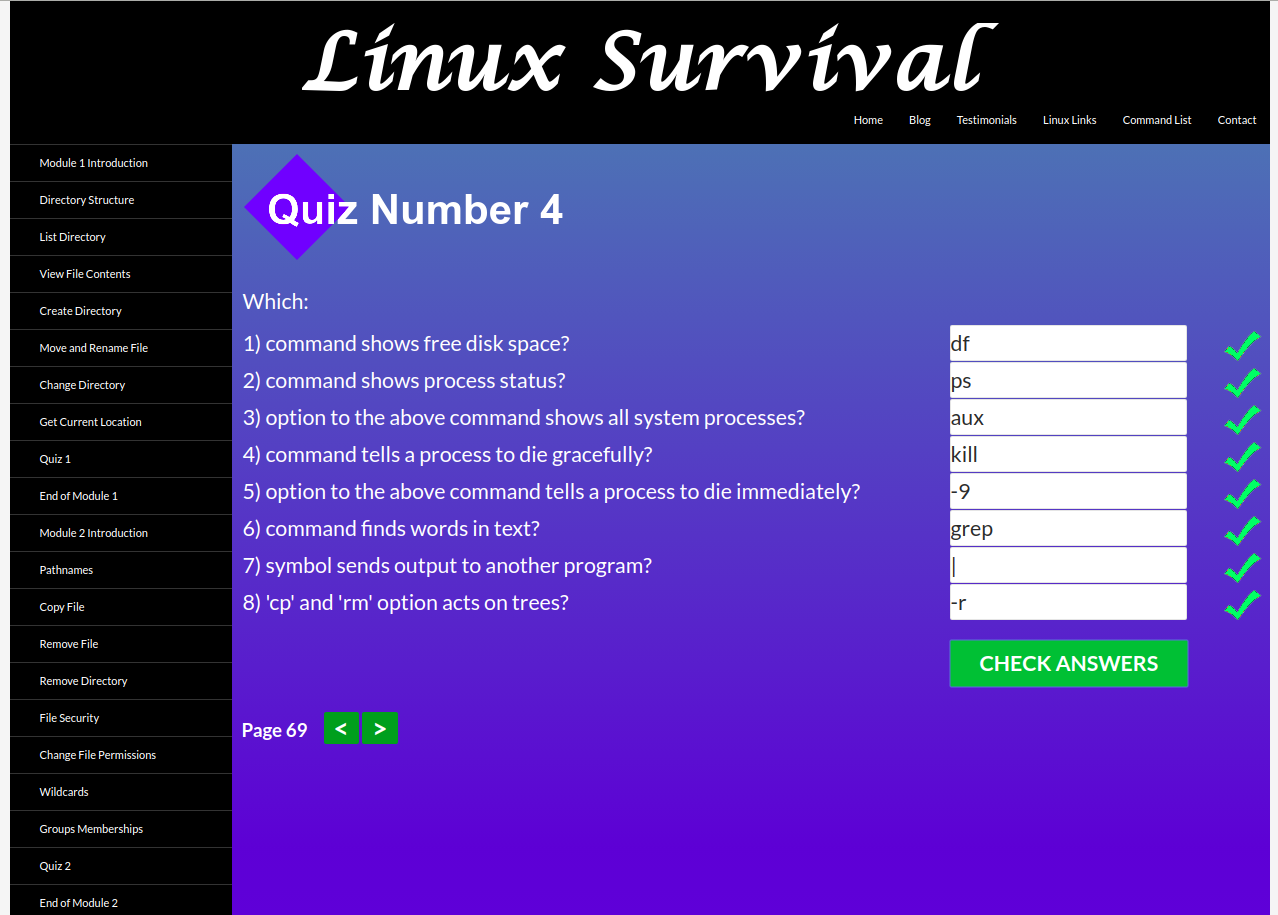 Linux Survival
Home Blog Testimonials Linux Links Command List Contact
Module 1 Introduction
Directory Structure
List Directory
View File Contents
Create Directory
Move and Rename File
Change Directory
Get Current Location
Quiz 1
End of Module 1
Module 2 Introduction
Pathnames
Copy File
Remove File
Remove Directory
File Security
Change File Permissions
Wildcards
Groups Memberships
Quiz 2
End of Module 2
Quiz Number 4
Which:
1) command shows free disk space? df
2) command shows process status? ps
3) option to the above command shows all system processes? aux
4) command tells a process to die gracefully? kill
5) option to the above command tells a process to die immediately? -9
6) command finds words in text? grep
7) symbol sends output to another program? |
8) 'cp' and 'rm' option acts on trees? -r
CHECK ANSWERS
Page 69 < >